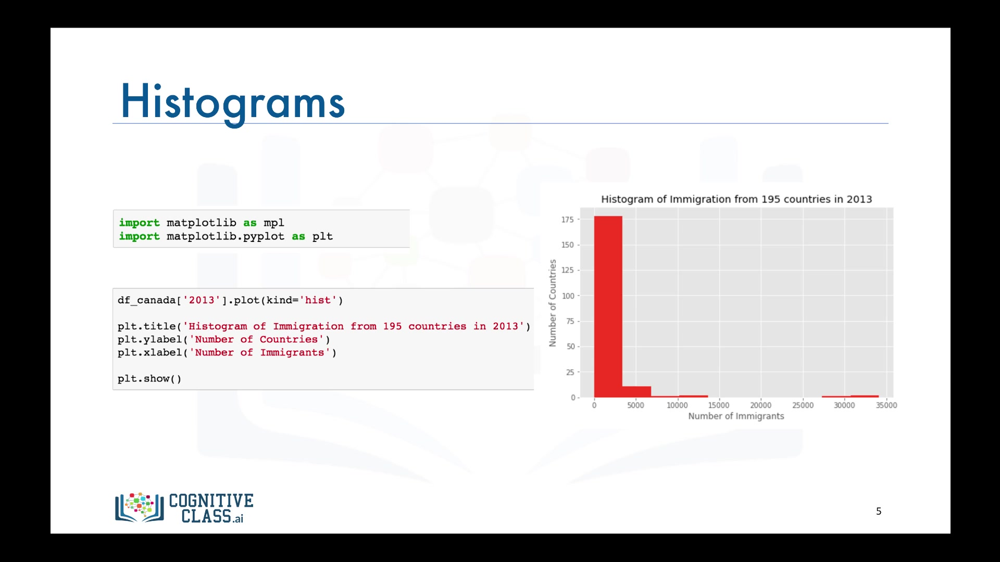 Histograms
import matplotlib as mpl
import matplotlib.pyplot as plt
df_canada['2013'].plot(kind='hist')
plt.title('Histogram of Immigration from 195 countries in 2013')
plt.ylabel('Number of Countries')
plt.xlabel('Number of Immigrants')
plt.show()
Histogram of Immigration from 195 countries in 2013
Number of Countries
175
150
125
100
75
50
25
0
0 5000 10000 15000 20000 25000 30000 35000
Number of Immigrants
COGNITIVE
CLASS.ai
5